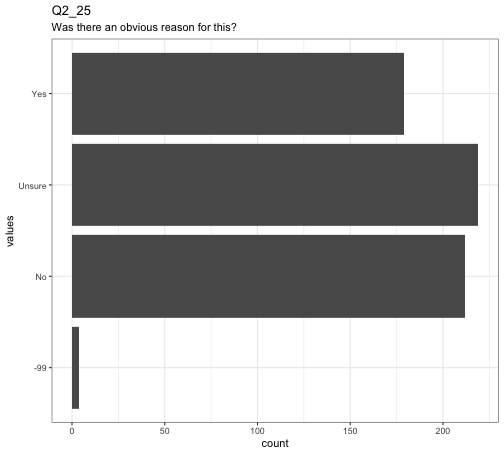 Q2_25
Was there an obvious reason for this?
Yes
Unsure
No
-99
values
0 50 100 150 200
count